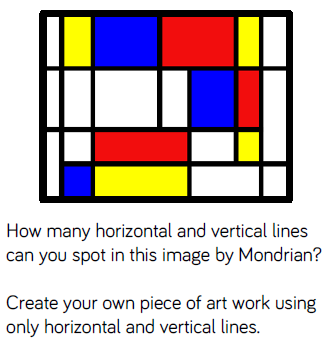 How many horizontal and vertical lines
can you spot in this image by Mondrian?
Create your own piece of art work using
only horizontal and vertical lines.